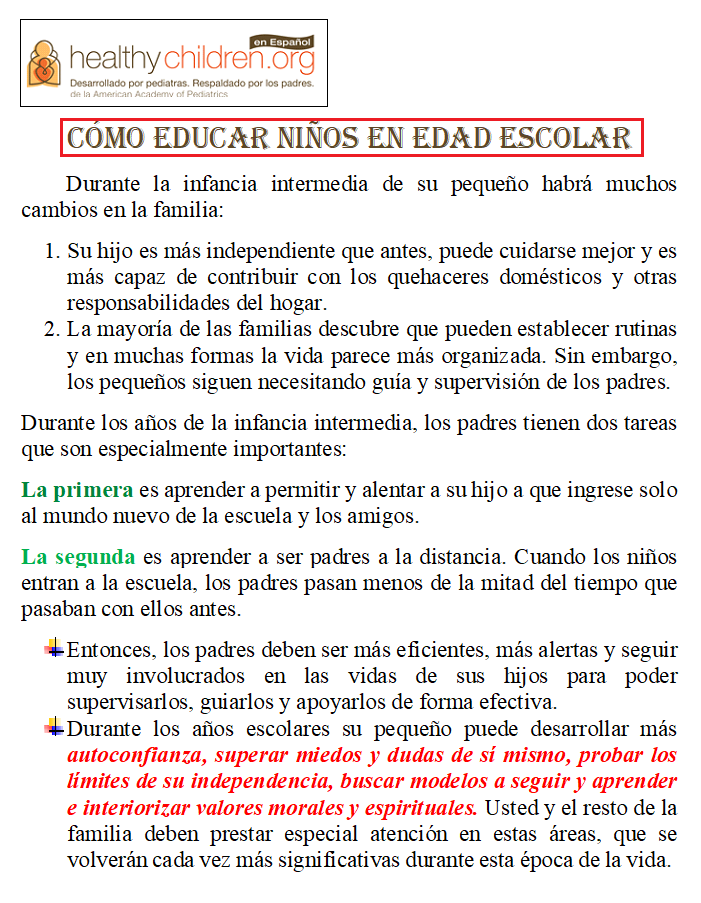 en Español
healthychildren.org
Desarrollado por pediatras. Respaldado por los padres.
de la American Academy of Pediatrics
CÓMO EDUCAR NIÑOS EN EDAD ESCOLAR
Durante la infancia intermedia de su pequeño habrá muchos
cambios en la familia:
1. Su hijo es más independiente que antes, puede cuidarse mejor y es
más capaz de contribuir con los quehaceres domésticos y otras
responsabilidades del hogar.
2. La mayoría de las familias descubre que pueden establecer rutinas
y en muchas formas la vida parece más organizada. Sin embargo,
los pequeños siguen necesitando guía y supervisión de los padres.
Durante los años de la infancia intermedia, los padres tienen dos tareas
que son especialmente importantes:
La primera es aprender a permitir y alentar a su hijo a que ingrese solo
al mundo nuevo de la escuela y los amigos.
La segunda es aprender a ser padres a la distancia. Cuando los niños
entran a la escuela, los padres pasan menos de la mitad del tiempo que
pasaban con ellos antes.
Entonces, los padres deben ser más eficientes, más alertas y seguir
muy involucrados en las vidas de sus hijos para poder
supervisarlos, guiarlos y apoyarlos de forma efectiva.
Durante los años escolares su pequeño puede desarrollar más
autoconfianza, superar miedos y dudas de sí mismo, probar los
límites de su independencia, buscar modelos a seguir y aprender
e interiorizar valores morales y espirituales. Usted y el resto de la
familia deben prestar especial atención en estas áreas, que se
volverán cada vez más significativas durante esta época de la vida.